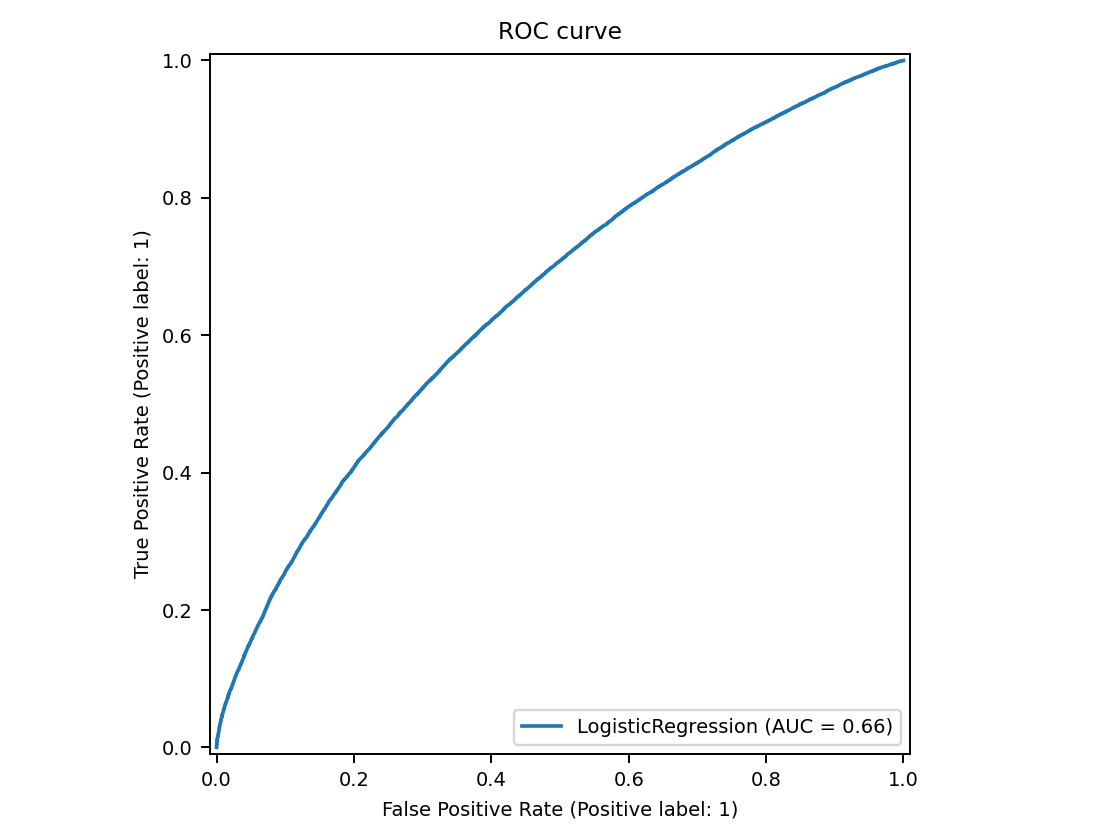 ROC curve
True Positive Rate (Positive label: 1)
1.0
0.8
0.6
0.4
0.2
0.0
LogisticRegression (AUC = 0.66)
0.0 0.2 0.4 0.6 0.8 1.0
False Positive Rate (Positive label: 1)